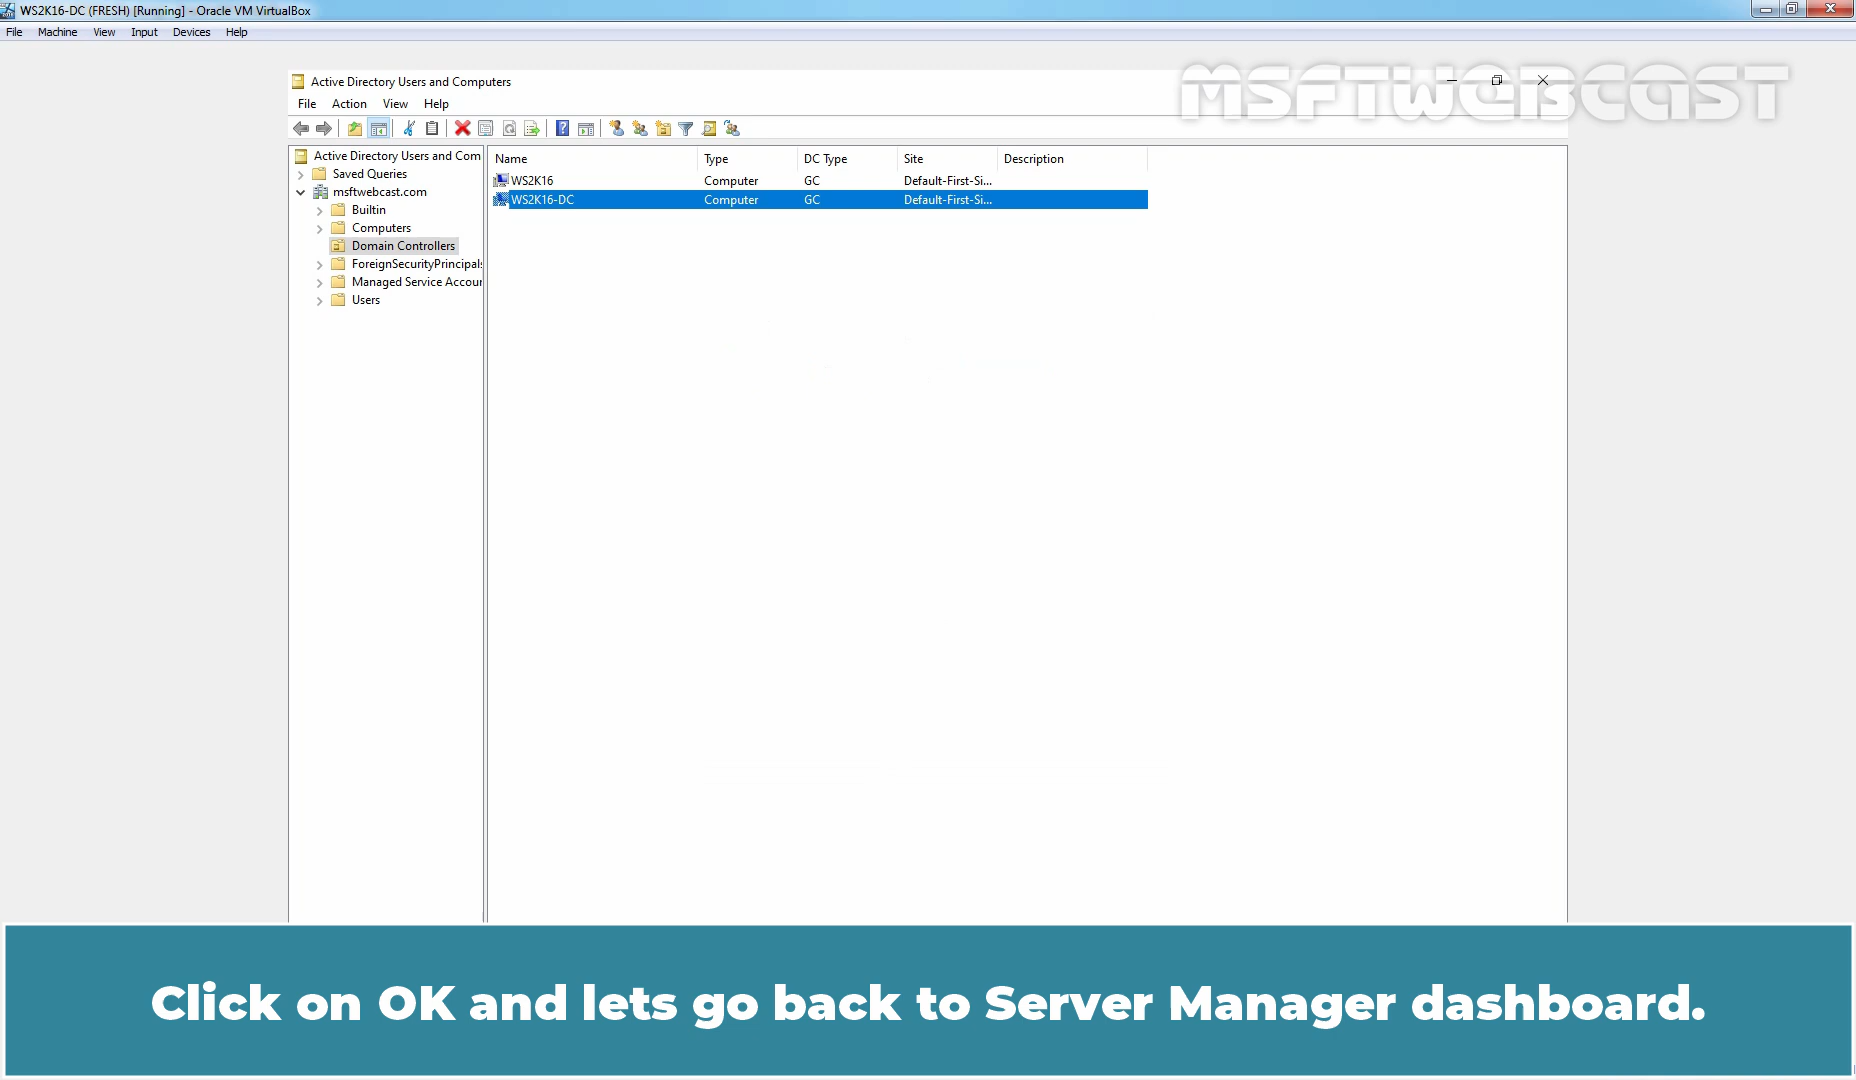 WS2K16-DC (FRESH) [Running] - Oracle VM VirtualBox
File Machine View Input Devices Help
MSFTWEBCAST
Active Directory Users and Computers
File Action View Help
Active Directory Users and Com
Saved Queries
msftwebcast.com
Builtin
Computers
Domain Controllers
ForeignSecurityPrincipals
Managed Service Accoun
Users
Name Type DC Type Site Description
WS2K16 Computer GC Default-First-Si...
WS2K16-DC Computer GC Default-First-Si...
Click on OK and lets go back to Server Manager dashboard.